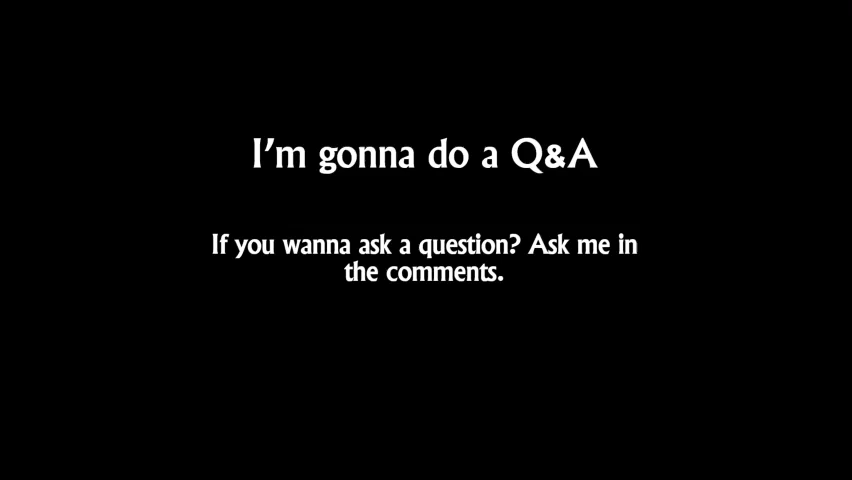 I'm gonna do a Q&A
If you wanna ask a question? Ask me in
the comments.